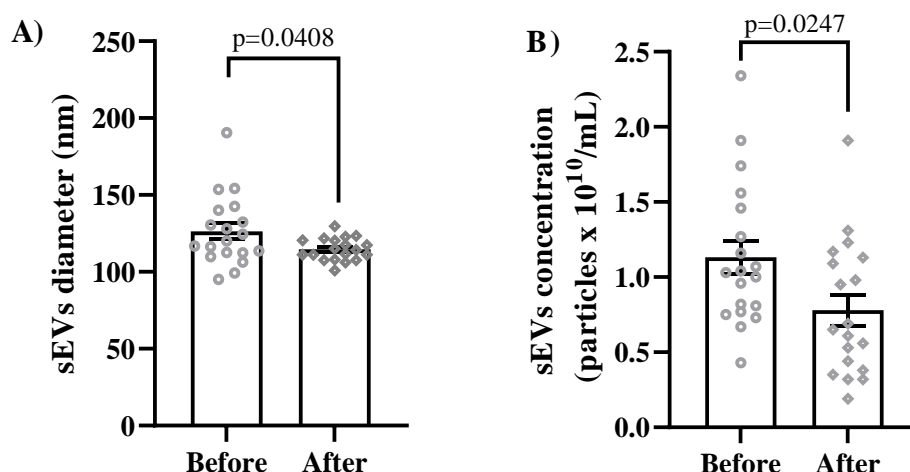 A)
p=0.0408
sEVs diameter (nm)
250
200
150
100
50
0
Before After
B)
p=0.0247
sEVs concentration
(particles x 10^10/mL)
2.5
2.0
1.5
1.0
0.5
0.0
Before After